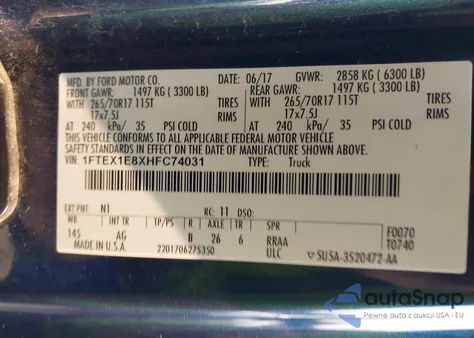 MFD. BY FORD MOTOR CO.
DATE: 06/17 GVWR: 2858 KG ( 6300 LB)
FRONT GAWR: 1497 KG ( 3300 LB) REAR GAWR: 1497 KG ( 3300 LB)
WITH 265/70R17 115T TIRES WITH 265/70R17 115T TIRES
17x7.5J RIMS 17x7.5J RIMS
AT 240 kPa/ 35 PSI COLD AT 240 kPa/ 35 PSI COLD
THIS VEHICLE CONFORMS TO ALL APPLICABLE FEDERAL MOTOR VEHICLE
SAFETY STANDARDS IN EFFECT ON THE DATE OF MANUFACTURE SHOWN ABOVE.
VIN: 1FTEX1E8XHFC74031 TYPE: Truck
EXT PNT: N1 RC: 11 DSO:
WB INT TR TP/PS R AXLE TR SPR
145 AG B 26 6 RRAA
F0070
T0740
MADE IN U.S.A. 2201706275350 ULC 5USA-3520472-AA
autoSnap
Pewne auta z aukcji USA i EU